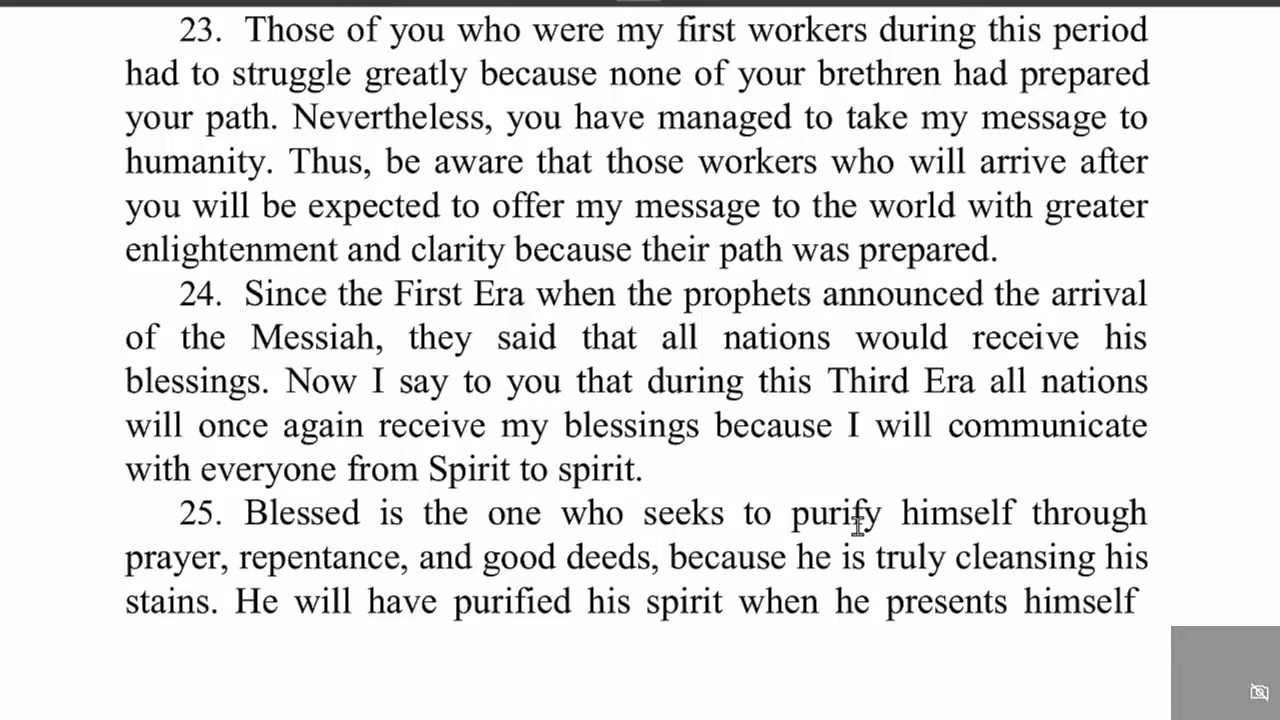 23. Those of you who were my first workers during this period
had to struggle greatly because none of your brethren had prepared
your path. Nevertheless, you have managed to take my message to
humanity. Thus, be aware that those workers who will arrive after
you will be expected to offer my message to the world with greater
enlightenment and clarity because their path was prepared.
24. Since the First Era when the prophets announced the arrival
of the Messiah, they said that all nations would receive his
blessings. Now I say to you that during this Third Era all nations
will once again receive my blessings because I will communicate
with everyone from Spirit to spirit.
25. Blessed is the one who seeks to purify himself through
prayer, repentance, and good deeds, because he is truly cleansing his
stains. He will have purified his spirit when he presents himself